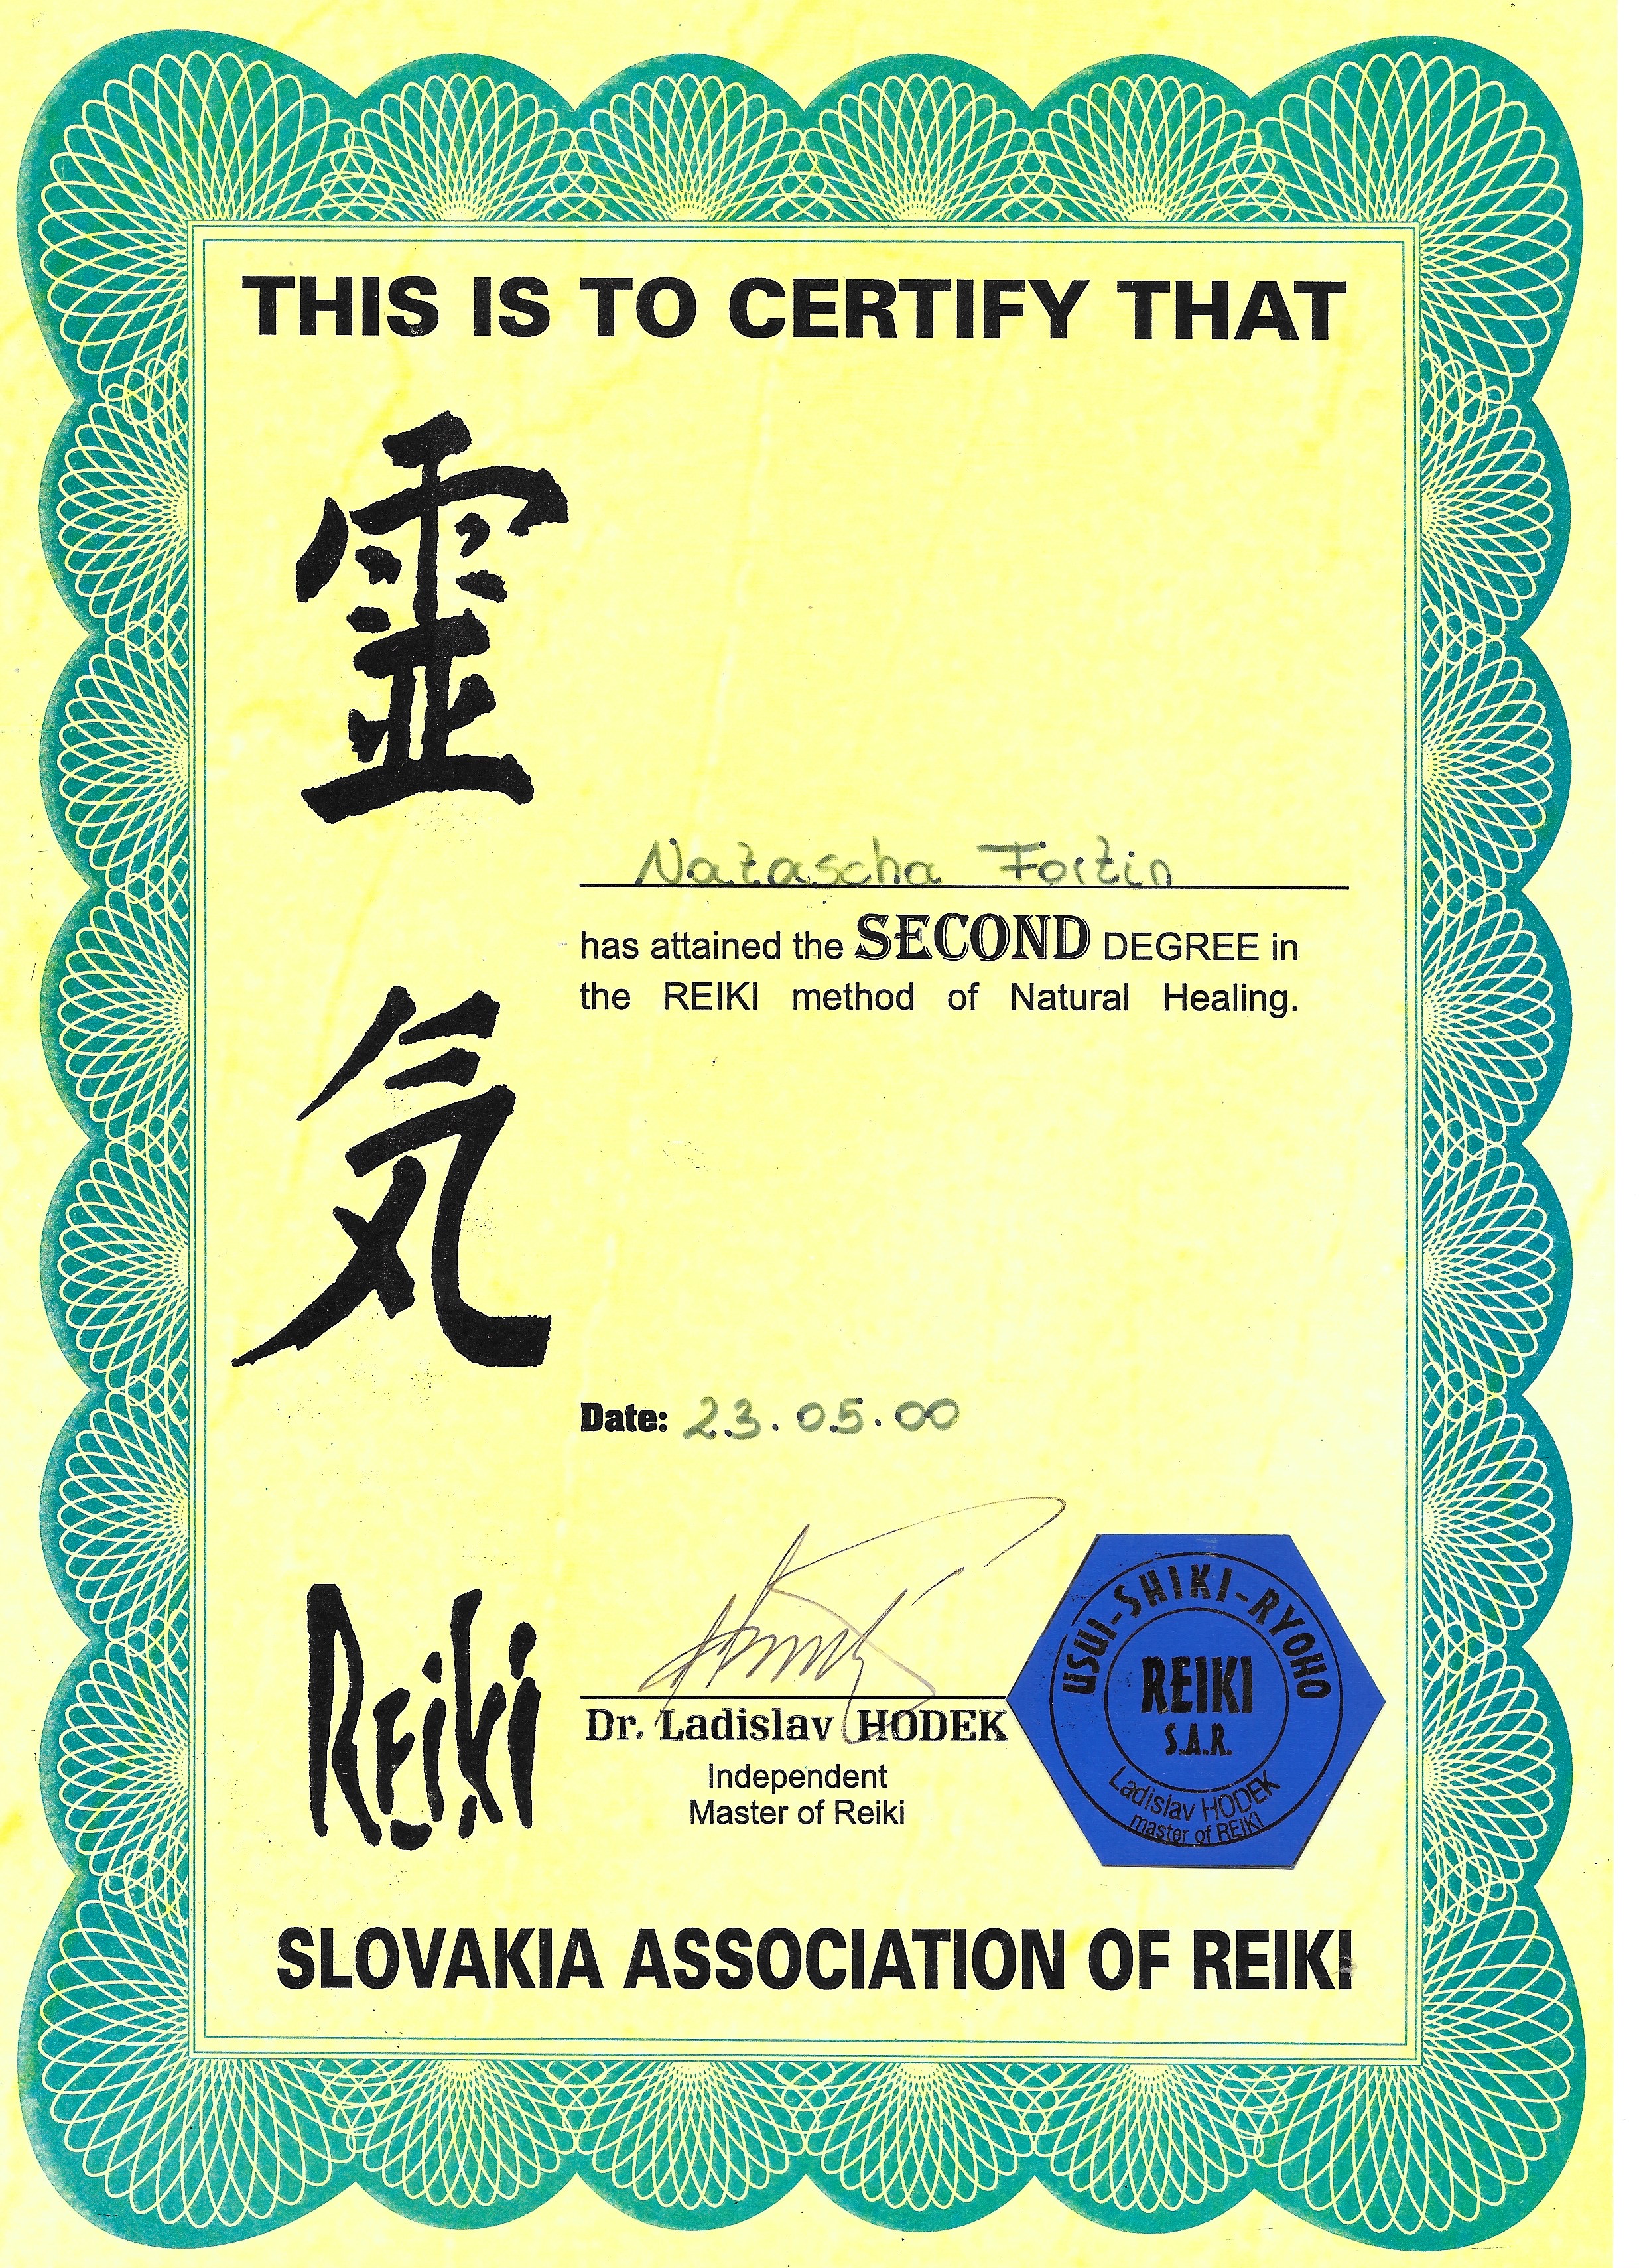 THIS IS TO CERTIFY THAT
靈
気
Natascha Fortin
has attained the SECOND DEGREE in
the REIKI method of Natural Healing.
Date: 23.05.00
Reiki
Dr. Ladislav HODEK
Independent
Master of Reiki
USUI-SHIKI-RYOHO
REIKI
S.A.R.
Ladislav HODEK
master of REIKI
SLOVAKIA ASSOCIATION OF REIKI